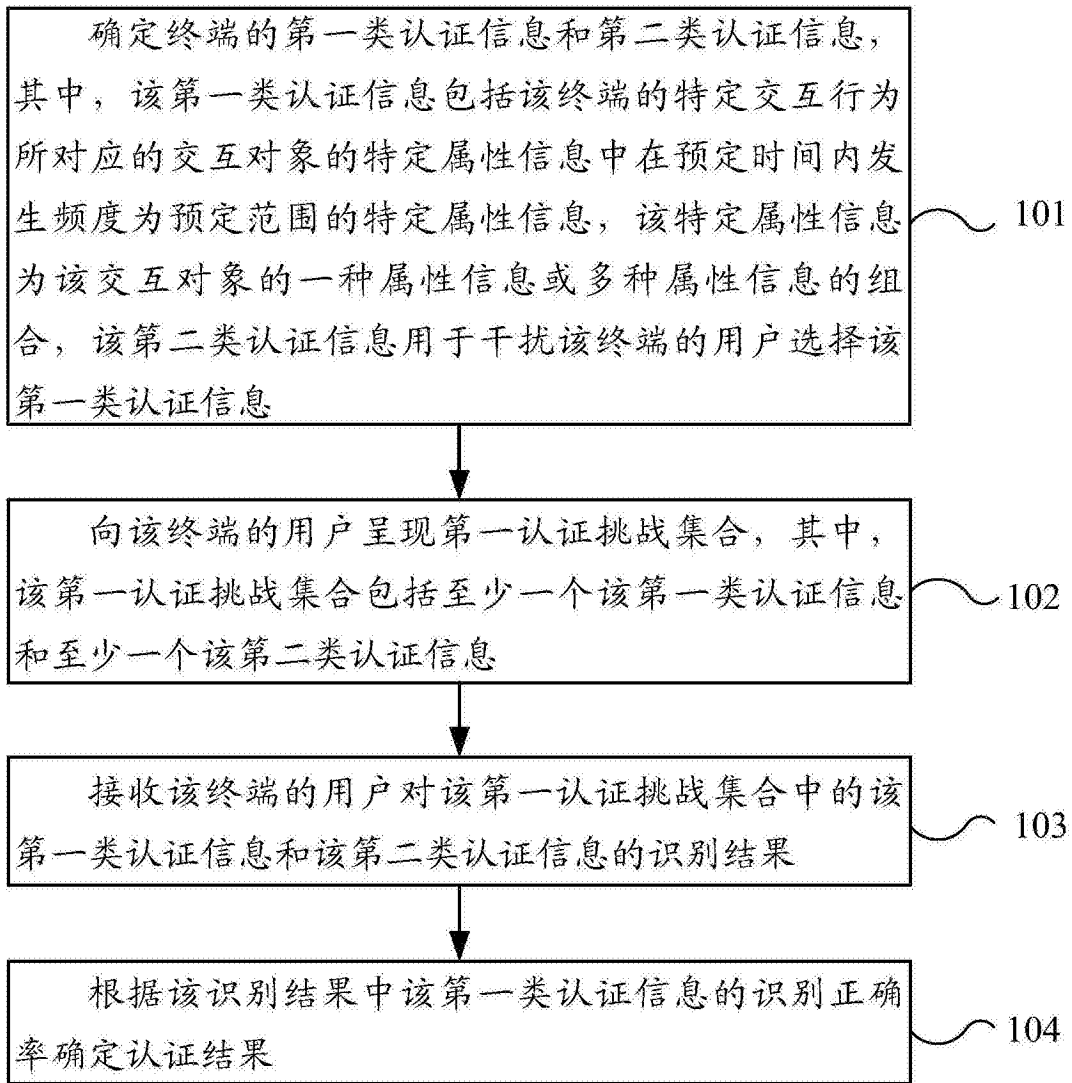 确定终端的第一类认证信息和第二类认证信息，
其中，该第一类认证信息包括该终端的特定交互行为
所对应的交互对象的特定属性信息中在预定时间内发
生频度为预定范围的特定属性信息，该特定属性信息
为该交互对象的一种属性信息或多种属性信息的组
合，该第二类认证信息用于干扰该终端的用户选择该
第一类认证信息
101
向该终端的用户呈现第一认证挑战集合，其中，
该第一认证挑战集合包括至少一个该第一类认证信息
和至少一个该第二类认证信息
102
接收该终端的用户对该第一认证挑战集合中的该
第一类认证信息和该第二类认证信息的识别结果
103
根据该识别结果中该第一类认证信息的识别正确
率确定认证结果
104